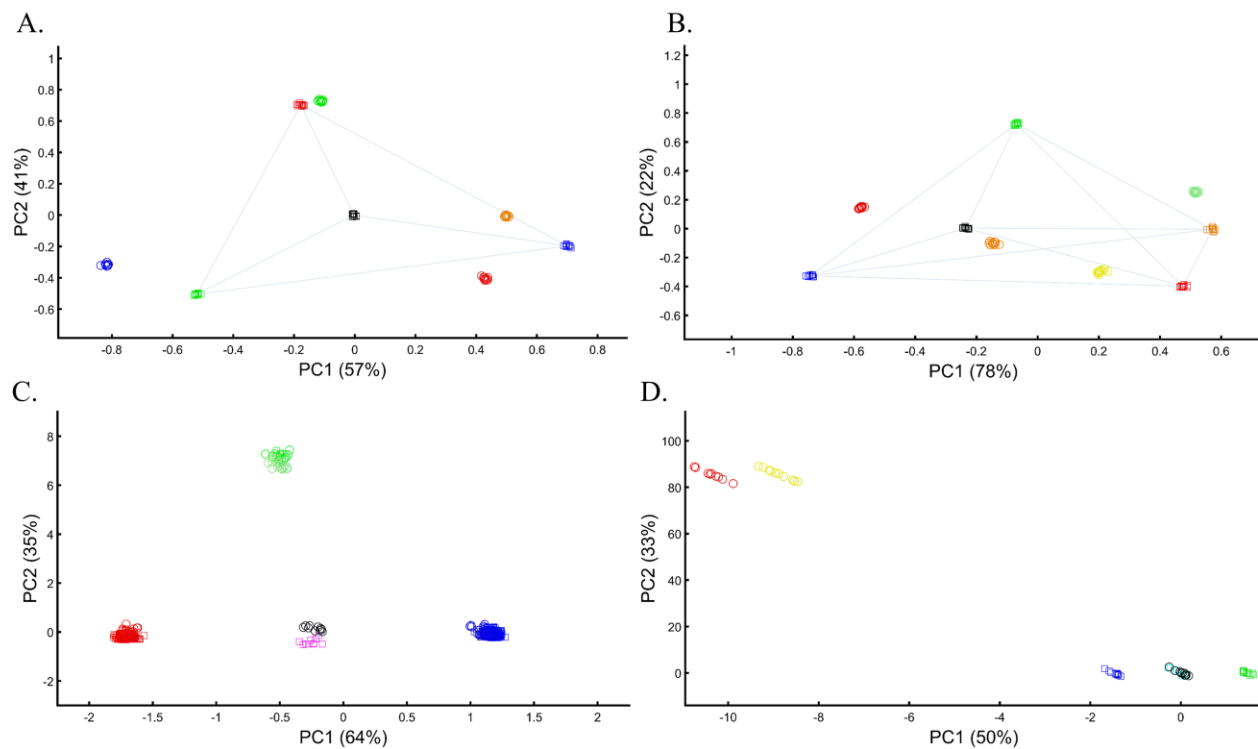 A.
1
0.8
0.6
0.4
0.2
0
-0.2
-0.4
-0.6
PC2 (41%)
-0.8 -0.6 -0.4 -0.2 0 0.2 0.4 0.6 0.8
PC1 (57%)
B.
1.2
1
0.8
0.6
0.4
0.2
0
-0.2
-0.4
-0.6
PC2 (22%)
-1 -0.8 -0.6 -0.4 -0.2 0 0.2 0.4 0.6
PC1 (78%)
C.
8
6
4
2
0
-2
PC2 (35%)
-2 -1.5 -1 -0.5 0 0.5 1 1.5 2
PC1 (64%)
D.
100
80
60
40
20
0
PC2 (33%)
-10 -8 -6 -4 -2 0
PC1 (50%)